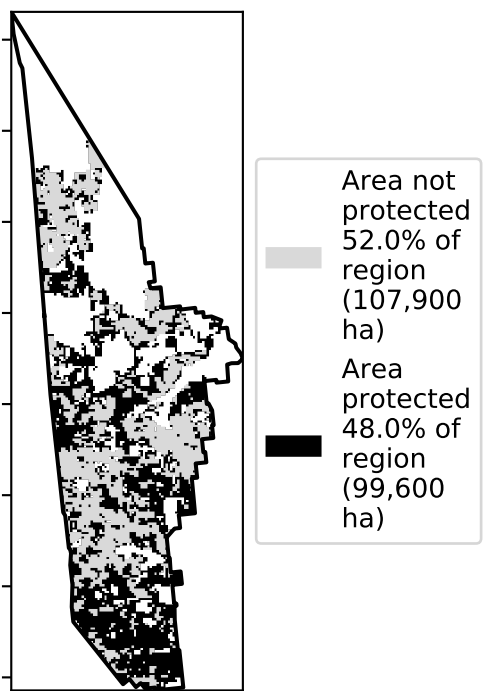 Area not
protected
52.0% of
region
(107,900
ha)
Area
protected
48.0% of
region
(99,600
ha)